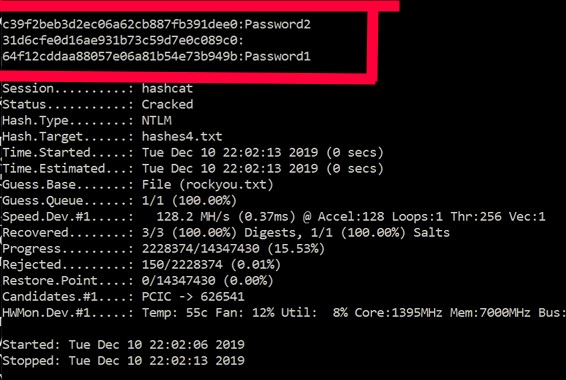 c39f2beb3d2ec06a62cb887fb391dee0:Password2
31d6cfe0d16ae931b73c59d7e0c089c0:
64f12cddaa88057e06a81b54e73b949b:Password1
Session..........: hashcat
Status...........: Cracked
Hash.Type........: NTLM
Hash.Target......: hashes4.txt
Time.Started.....: Tue Dec 10 22:02:13 2019 (0 secs)
Time.Estimated...: Tue Dec 10 22:02:13 2019 (0 secs)
Guess.Base.......: File (rockyou.txt)
Guess.Queue......: 1/1 (100.00%)
Speed.Dev.#1.....:   128.2 MH/s (0.37ms) @ Accel:128 Loops:1 Thr:256 Vec:1
Recovered........: 3/3 (100.00%) Digests, 1/1 (100.00%) Salts
Progress.........: 2228374/14347430 (15.53%)
Rejected.........: 150/2228374 (0.01%)
Restore.Point....: 0/14347430 (0.00%)
Candidates.#1....: PCIC -> 626541
HWMon.Dev.#1.....: Temp: 55c Fan: 12% Util:  8% Core:1395MHz Mem:7000MHz Bus:
Started: Tue Dec 10 22:02:06 2019
Stopped: Tue Dec 10 22:02:13 2019